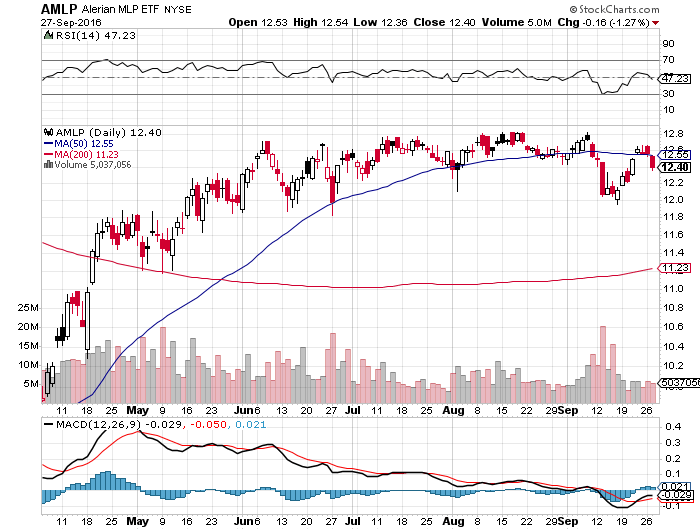 AMLP Alerian MLP ETF NYSE © StockCharts.com
27-Sep-2016 Open 12.53 High 12.54 Low 12.36 Close 12.40 Volume 5.0M Chg -0.16 (-1.27%)
RSI(14) 47.23
90
70
50
47.23
30
10
AMLP (Daily) 12.40
MA(50) 12.55
MA(200) 11.23
Volume 5,037,056
12.8
12.6
12.55
12.40
12.2
12.0
11.8
11.6
11.4
11.23
11.0
10.8
10.6
10.4
10.2
5037056
25M
20M
15M
10M
5M
11 18 25 May 9 16 23 Jun 6 13 20 27 Jul 11 18 25 Aug 8 15 22 29 Sep 12 19 26
MACD(12,26,9) -0.029, -0.050, 0.021
0.4
0.3
0.2
0.1
0.021
-0.029
-0.1
11 18 25 May 9 16 23 Jun 6 13 20 27 Jul 11 18 25 Aug 8 15 22 29 Sep 12 19 26